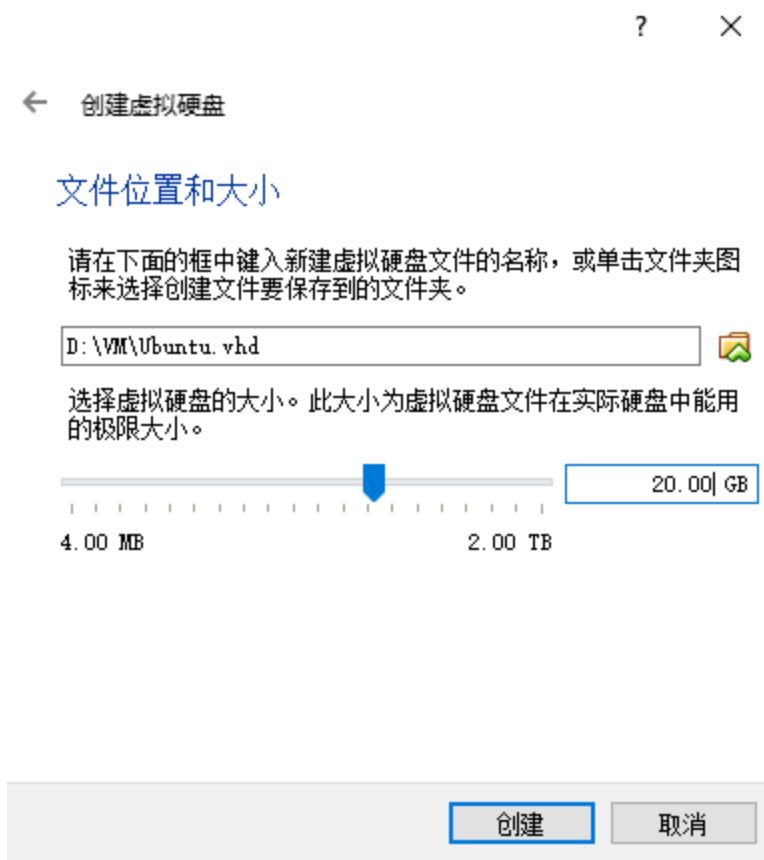 ?
创建虚拟硬盘
文件位置和大小
请在下面的框中键入新建虚拟硬盘文件的名称，或单击文件夹图
标来选择创建文件要保存到的文件夹。
D:\VM\Ubuntu.vhd
选择虚拟硬盘的大小。此大小为虚拟硬盘文件在实际硬盘中能用
的极限大小。
20.00 GB
4.00 MB 2.00 TB
创建 取消